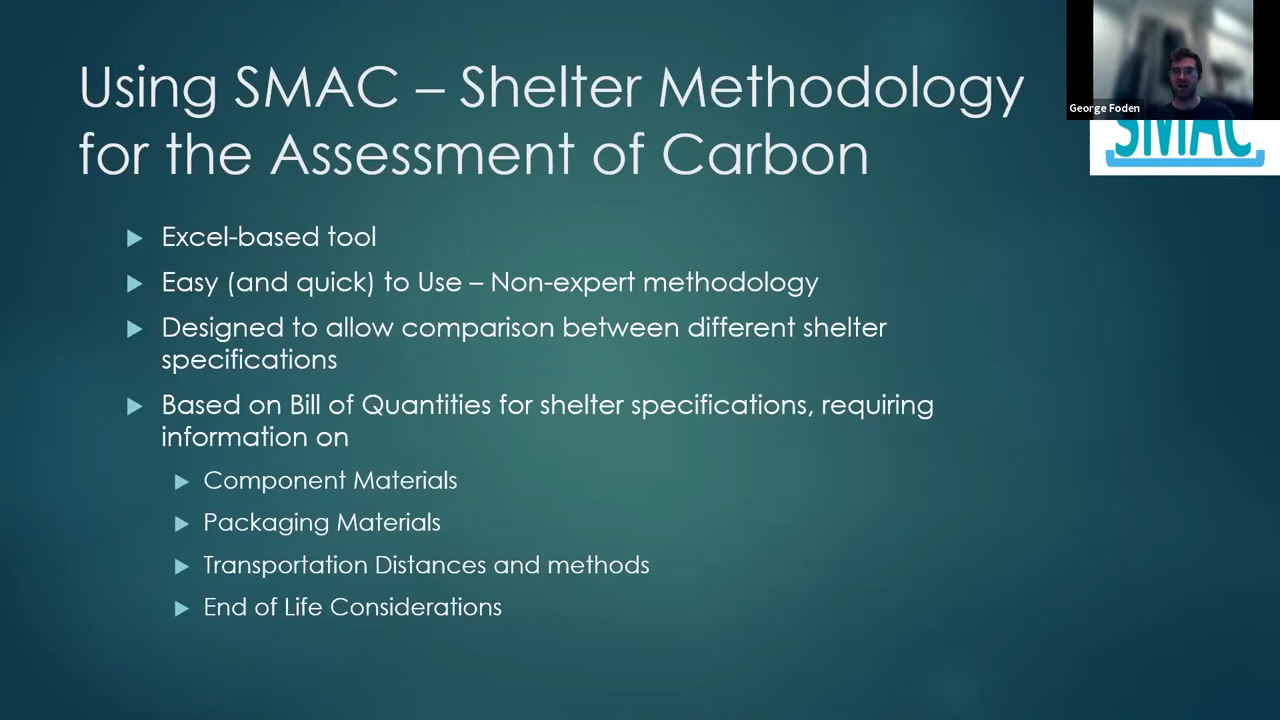 Using SMAC – Shelter Methodology
for the Assessment of Carbon
George Foden
SMAC
Excel-based tool
Easy (and quick) to Use – Non-expert methodology
Designed to allow comparison between different shelter
specifications
Based on Bill of Quantities for shelter specifications, requiring
information on
Component Materials
Packaging Materials
Transportation Distances and methods
End of Life Considerations